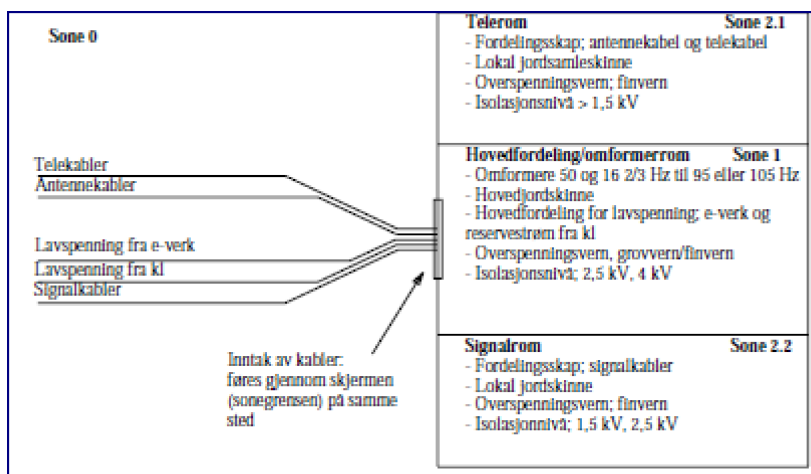 Sone 0
Telekabler
Antennekabler
Lavspenning fra e-verk
Lavspenning fra kl
Signalkabler
Inntak av kabler:
føres gjennom skjermen
(sonegrensen) på samme
sted
Telerom Sone 2.1
- Fordelingsskap; antennekabel og telekabel
- Lokal jordsamleskinne
- Overspenningsvern; finvern
- Isolasjonsnivå > 1,5 kV
Hovedfordeling/omformerrom Sone 1
- Omformere 50 og 16 2/3 Hz til 95 eller 105 Hz
- Hovedjordskinne
- Hovedfordeling for lavspenning; e-verk og
reservestrøm fra kl
- Overspenningsvern, grovvern/finvern
- Isolasjonsnivå; 2,5 kV, 4 kV
Signalrom Sone 2.2
- Fordelingsskap; signalkabler
- Lokal jordskinne
- Overspenningsvern; finvern
- Isolasjonnivå; 1,5 kV, 2,5 kV